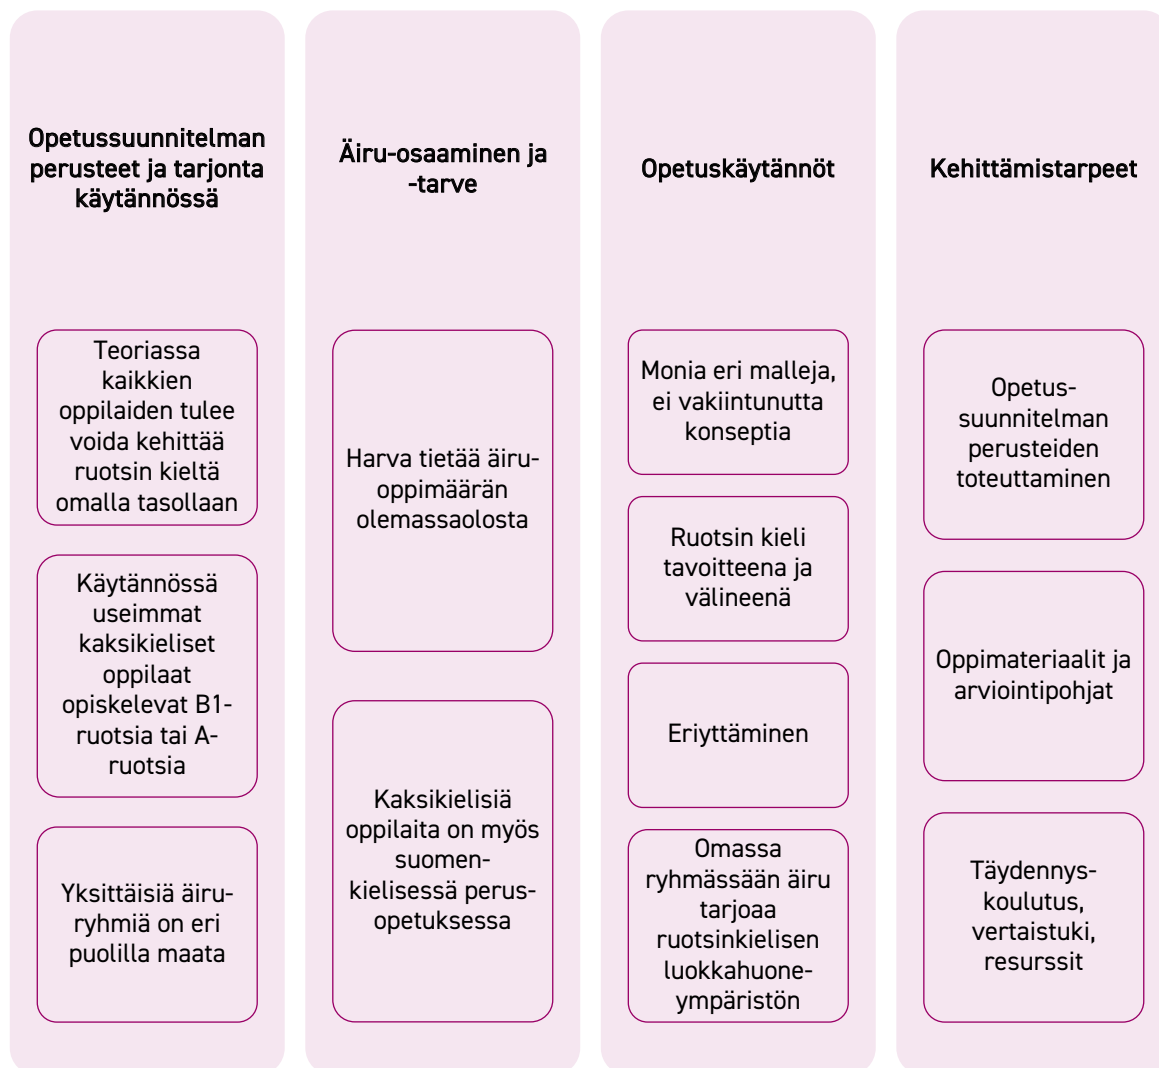 Opetussuunnitelman
perusteet ja tarjonta
käytännössä
Teoriassa
kaikkien
oppilaiden tulee
voida kehittää
ruotsin kieltä
omalla tasollaan
Käytännössä
useimmat
kaksikieliset
oppilaat
opiskelevat B1-
ruotsia tai A-
ruotsia
Yksittäisiä äiru-
ryhmiä on eri
puolilla maata
Äiru-osaaminen ja
-tarve
Harva tietää äiru-
oppimäärän
olemassaolosta
Kaksikielisiä
oppilaita on myös
suomen-
kielisessä perus-
opetuksessa
Opetuskäytännöt
Monia eri malleja,
ei vakiintunutta
konseptia
Ruotsin kieli
tavoitteena ja
välineenä
Eriyttäminen
Omassa
ryhmässään äiru
tarjoaa
ruotsinkielisen
luokkahuone-
ympäristön
Kehittämistarpeet
Opetus-
suunnitelman
perusteiden
toteuttaminen
Oppimateriaalit ja
arviointipohjat
Täydennys-
koulutus,
vertaistuki,
resurssit